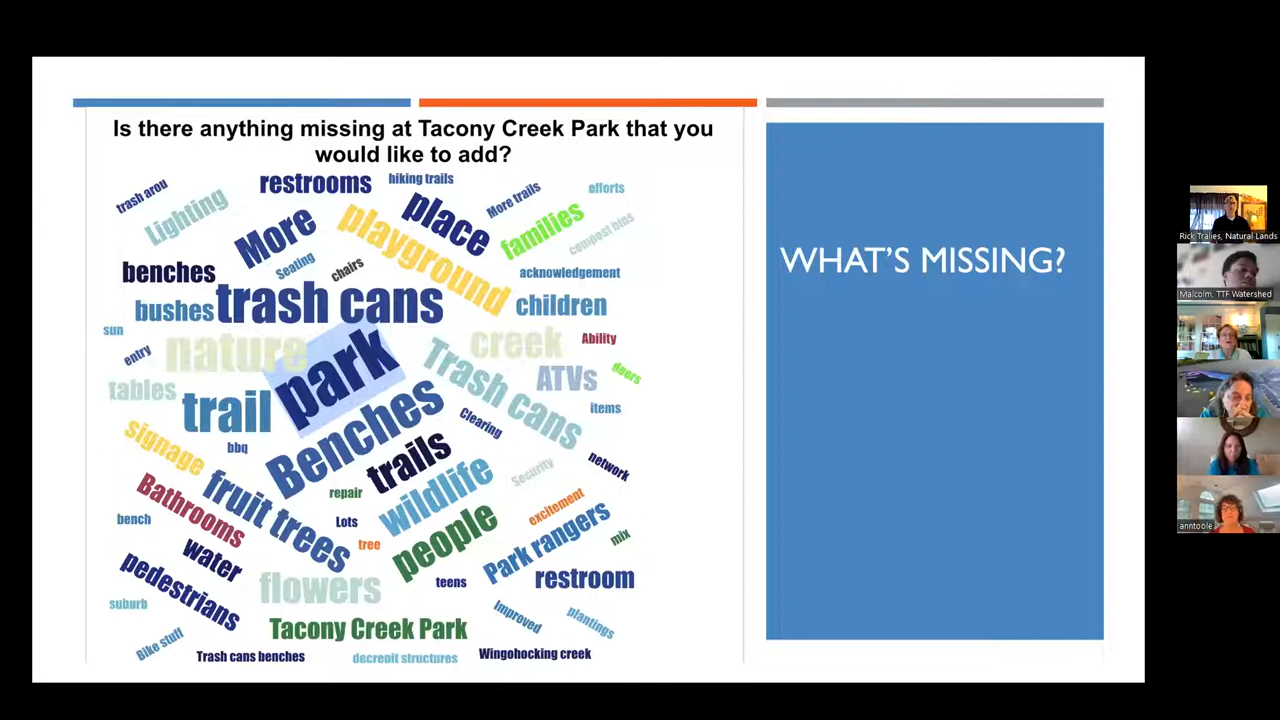 Is there anything missing at Tacony Creek Park that you
would like to add?
trash arou
Lighting
restrooms
hiking trails
More trails
efforts
More
playground
place
families
compost bins
benches
Seating
chairs
acknowledgement
bushes
trash cans
children
sun
entry
nature
park
creek
Ability
deers
tables
trail
Trash cans
ATVs
items
signage
bbq
Benches
Clearing
trails
network
Bathrooms
fruit trees
repair
wildlife
Security
bench
Lots
excitement
tree
people
Park rangers
mix
water
pedestrians
flowers
teens
restroom
suburb
Tacony Creek Park
Improved
plantings
Bike stuff
Trash cans benches
decrepit structures
Wingohocking creek
WHAT'S MISSING?
Rick Tralies, Natural Lands
Malcolm, TTF Watershed
anntoole